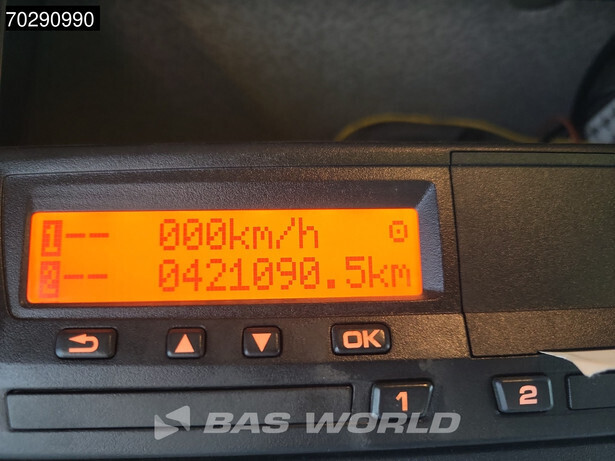 70290990
1 -- 000km/h
2 -- 0421090.5km
OK
1 2
BAS WORLD